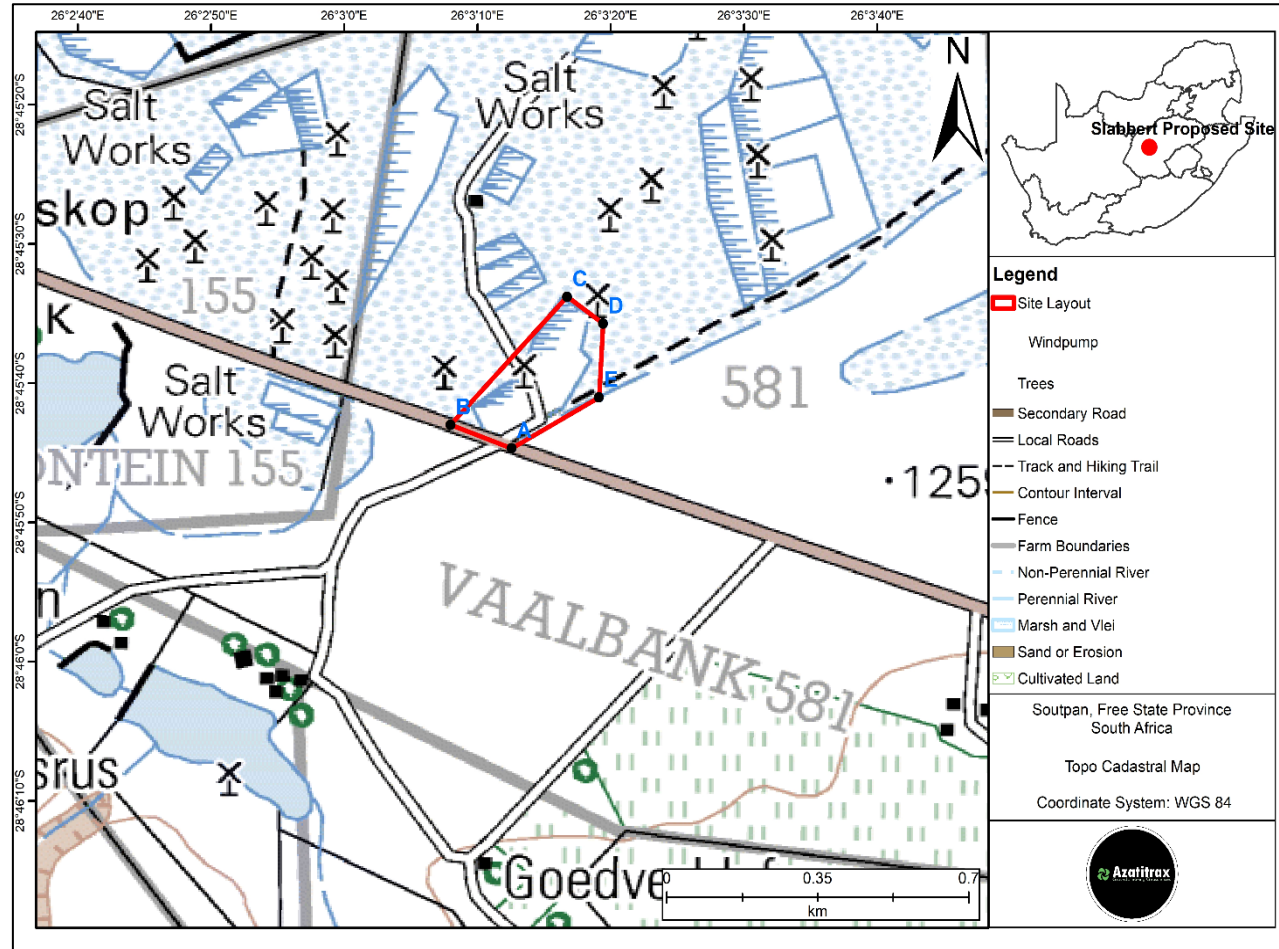 26°2'40"E
26°2'50"E
26°3'0"E
26°3'10"E
26°3'20"E
26°3'30"E
26°3'40"E
28°45'20"S
28°45'30"S
28°45'40"S
28°45'50"S
28°46'0"S
28°46'10"S
Salt
Works
Salt
Works
N
skop
155
C
D
K
Salt
Works
E
581
B
A
ONTEIN 155
1259
VAALBANK 581
n
srus
Goedve
0
0.35
0.7
km
Slabbert Proposed Site
Legend
Site Layout
Windpump
Trees
Secondary Road
Local Roads
Track and Hiking Trail
Contour Interval
Fence
Farm Boundaries
Non-Perennial River
Perennial River
Marsh and Vlei
Sand or Erosion
Cultivated Land
Soutpan, Free State Province
South Africa
Topo Cadastral Map
Coordinate System: WGS 84
Azatitrax